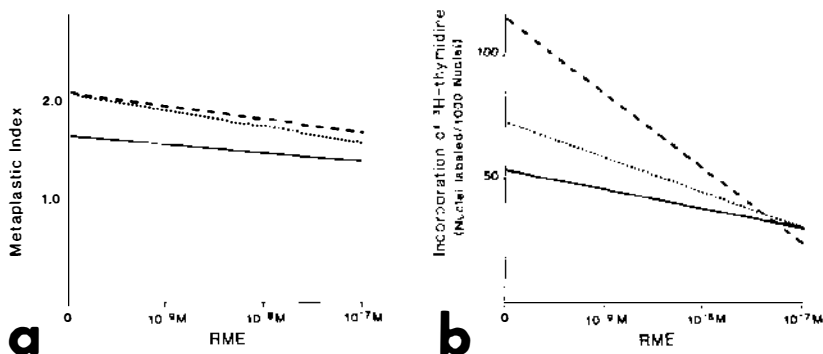 Metaplastic Index
2.0
1.0
0
10⁻⁹M
10⁻⁸M
10⁻⁷M
RME
a
Incorporation of ³H-thymidine
(Nuclei labeled/1000 Nuclei)
100
50
0
10⁻⁹M
10⁻⁸M
10⁻⁷M
RME
b